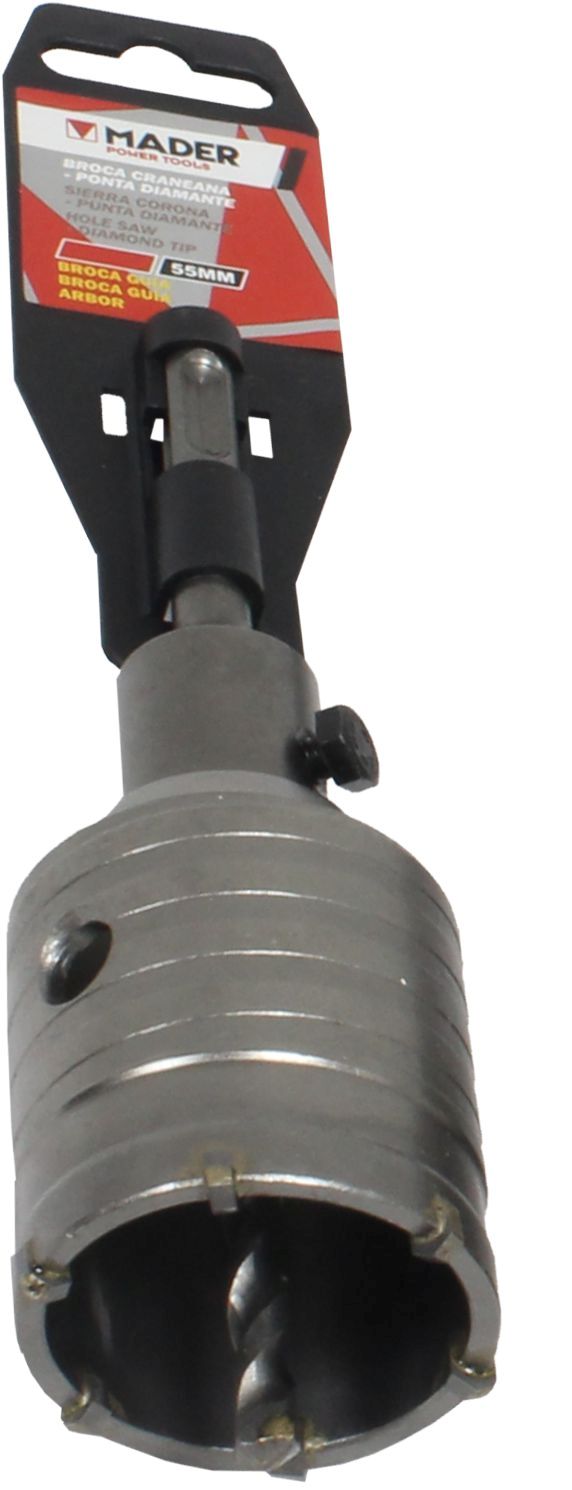 MADER
POWER TOOLS
BROCA CRANEANA
- PONTA DIAMANTE
SIERRA CORONA
- PUNTA DIAMANTE
HOLE SAW
- DIAMOND TIP
55MM
BROCA GUIA
BROCA GUIA
ARBOR